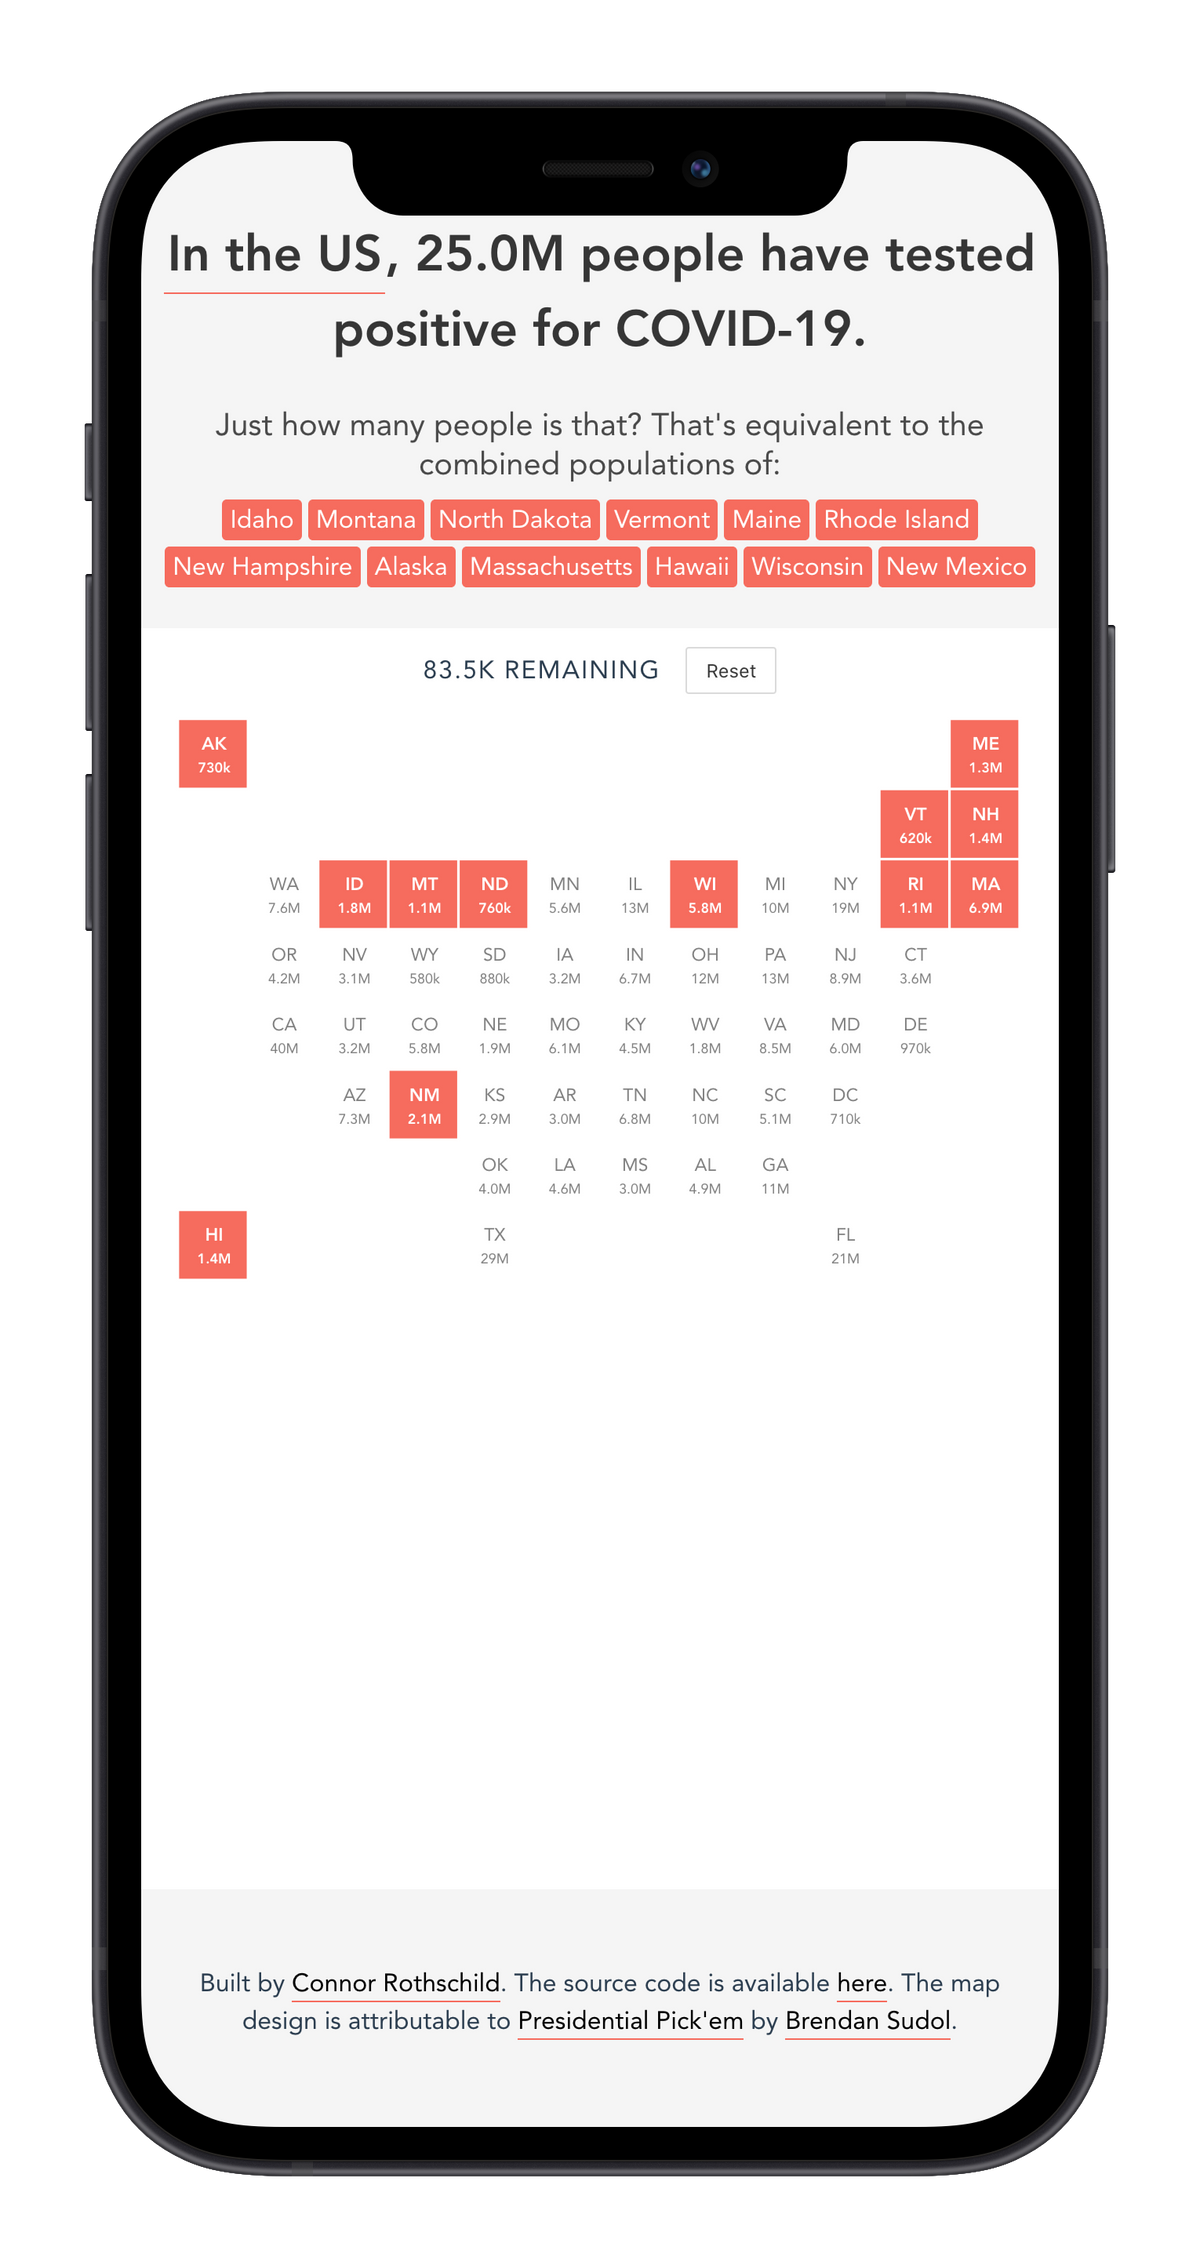 In the US, 25.0M people have tested
positive for COVID-19.
Just how many people is that? That's equivalent to the
combined populations of:
Idaho Montana North Dakota Vermont Maine Rhode Island
New Hampshire Alaska Massachusetts Hawaii Wisconsin New Mexico
83.5K REMAINING Reset
AK ME
730k 1.3M
VT NH
620k 1.4M
WA ID MT ND MN IL WI MI NY RI MA
7.6M 1.8M 1.1M 760k 5.6M 13M 5.8M 10M 19M 1.1M 6.9M
OR NV WY SD IA IN OH PA NJ CT
4.2M 3.1M 580k 880k 3.2M 6.7M 12M 13M 8.9M 3.6M
CA UT CO NE MO KY WV VA MD DE
40M 3.2M 5.8M 1.9M 6.1M 4.5M 1.8M 8.5M 6.0M 970k
AZ NM KS AR TN NC SC DC
7.3M 2.1M 2.9M 3.0M 6.8M 10M 5.1M 710k
OK LA MS AL GA
4.0M 4.6M 3.0M 4.9M 11M
HI TX FL
1.4M 29M 21M
Built by Connor Rothschild. The source code is available here. The map
design is attributable to Presidential Pick'em by Brendan Sudol.